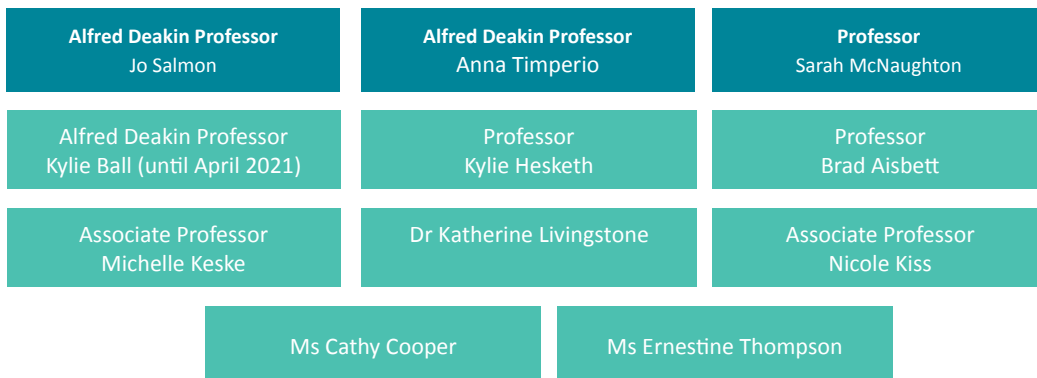 Alfred Deakin Professor
Jo Salmon
Alfred Deakin Professor
Anna Timperio
Professor
Sarah McNaughton
Alfred Deakin Professor
Kylie Ball (until April 2021)
Professor
Kylie Hesketh
Professor
Brad Aisbett
Associate Professor
Michelle Keske
Dr Katherine Livingstone
Associate Professor
Nicole Kiss
Ms Cathy Cooper
Ms Ernestine Thompson